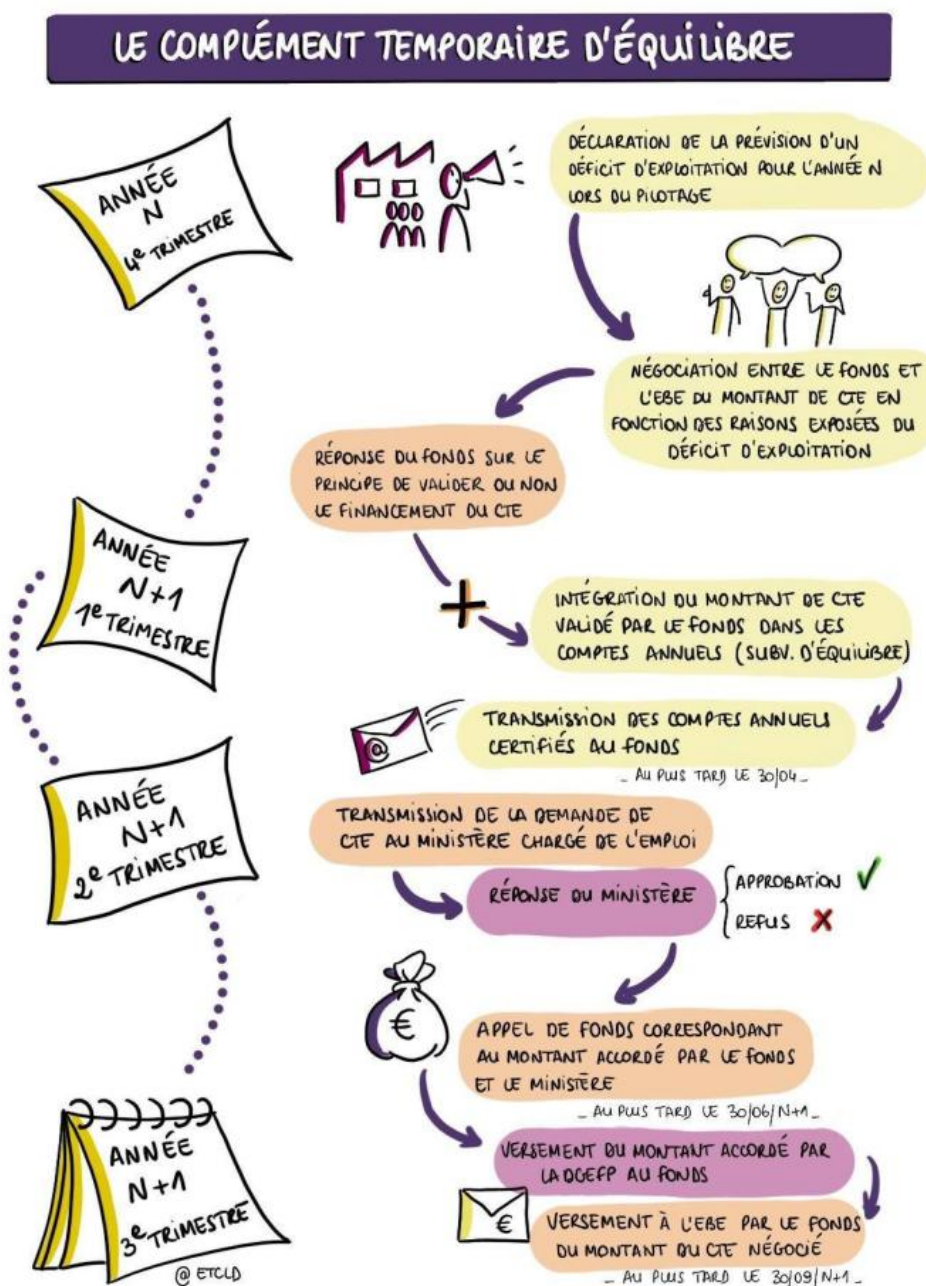 LE COMPLÉMENT TEMPORAIRE D'ÉQUILIBRE
ANNÉE
N
4e TRIMESTRE
DÉCLARATION DE LA PRÉVISION D'UN
DÉFICIT D'EXPLOITATION POUR L'ANNÉE N
LORS DU PILOTAGE
NÉGOCIATION ENTRE LE FONDS ET
L'EBE DU MONTANT DE CTE EN
FONCTION DES RAISONS EXPOSÉES DU
DÉFICIT D'EXPLOITATION
RÉPONSE DU FONDS SUR LE
PRINCIPE DE VALIDER OU NON
LE FINANCEMENT DU CTE
ANNÉE
N+1
1e TRIMESTRE
+
INTÉGRATION DU MONTANT DE CTE
VALIDÉ PAR LE FONDS DANS LES
COMPTES ANNUELS (SUBV. D'ÉQUILIBRE)
@
TRANSMISSION DES COMPTES ANNUELS
CERTIFIÉS AU FONDS
_ AU PLUS TARD LE 30/04_
ANNÉE
N+1
2e TRIMESTRE
TRANSMISSION DE LA DEMANDE DE
CTE AU MINISTÈRE CHARGÉ DE L'EMPLOI
RÉPONSE DU MINISTÈRE
APPROBATION
REFUS
€
APPEL DE FONDS CORRESPONDANT
AU MONTANT ACCORDÉ PAR LE FONDS
ET LE MINISTÈRE
_ AU PLUS TARD LE 30/06/N+1_
ANNÉE
N+1
3e TRIMESTRE
VERSEMENT DU MONTANT ACCORDÉ PAR
LA DGEFP AU FONDS
€
VERSEMENT À L'EBE PAR LE FONDS
DU MONTANT DU CTE NÉGOCIÉ
_ AU PLUS TARD LE 30/09/N+1_
@ ETCLD